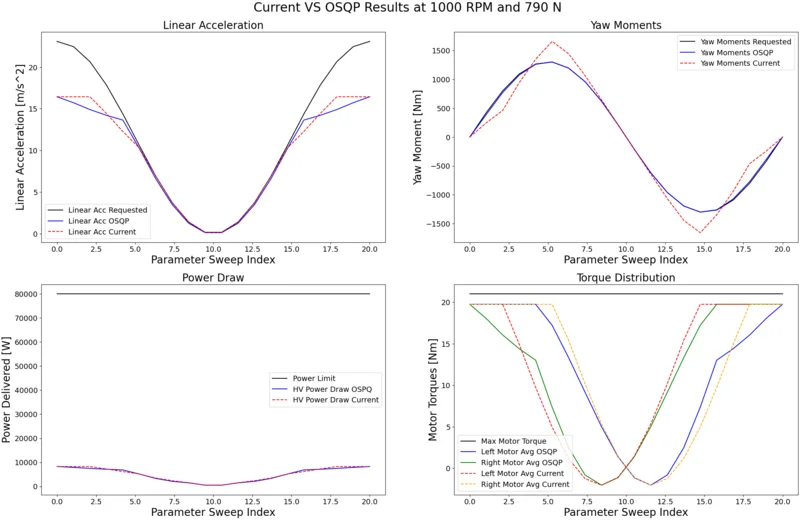 Current VS OSQP Results at 1000 RPM and 790 N
Linear Acceleration
Linear Acceleration [m/s^2]
20
15
10
5
0
Linear Acc Requested
Linear Acc OSQP
Linear Acc Current
0.0 2.5 5.0 7.5 10.0 12.5 15.0 17.5 20.0
Parameter Sweep Index
Yaw Moments
Yaw Moment [Nm]
1500
1000
500
0
−500
−1000
−1500
Yaw Moments Requested
Yaw Moments OSQP
Yaw Moments Current
0.0 2.5 5.0 7.5 10.0 12.5 15.0 17.5 20.0
Parameter Sweep Index
Power Draw
Power Delivered [W]
80000
70000
60000
50000
40000
30000
20000
10000
0
Power Limit
HV Power Draw OSPQ
HV Power Draw Current
0.0 2.5 5.0 7.5 10.0 12.5 15.0 17.5 20.0
Parameter Sweep Index
Torque Distribution
Motor Torques [Nm]
20
15
10
5
0
Max Motor Torque
Left Motor Avg OSQP
Right Motor Avg OSQP
Left Motor Avg Current
Right Motor Avg Current
0.0 2.5 5.0 7.5 10.0 12.5 15.0 17.5 20.0
Parameter Sweep Index